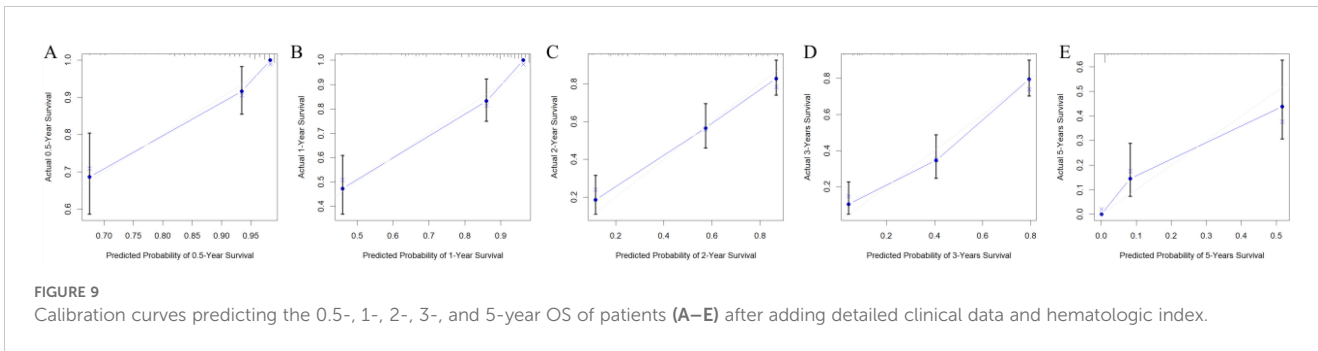 A
B
C
D
E
Actual 0.5-Year Survival
1.0
0.9
0.8
0.7
0.6
0.70 0.75 0.80 0.85 0.90 0.95
Predicted Probability of 0.5-Year Survival
Actual 1-Year Survival
1.0
0.9
0.8
0.7
0.6
0.5
0.4
0.5 0.6 0.7 0.8 0.9
Predicted Probability of 1-Year Survival
Actual 2-Year Survival
0.8
0.6
0.4
0.2
0.2 0.4 0.6 0.8
Predicted Probability of 2-Year Survival
Actual 3-Years Survival
0.8
0.6
0.4
0.2
0.2 0.4 0.6 0.8
Predicted Probability of 3-Years Survival
Actual 5-Years Survival
0.6
0.5
0.4
0.3
0.2
0.1
0.0
0.0 0.1 0.2 0.3 0.4 0.5
Predicted Probability of 5-Years Survival
FIGURE 9
Calibration curves predicting the 0.5-, 1-, 2-, 3-, and 5-year OS of patients (A–E) after adding detailed clinical data and hematologic index.